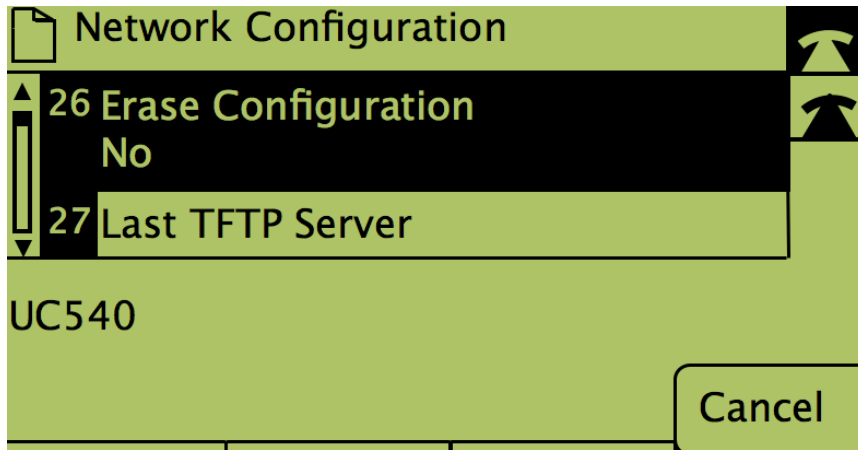 Network Configuration
26 Erase Configuration
No
27 Last TFTP Server
UC540
Cancel